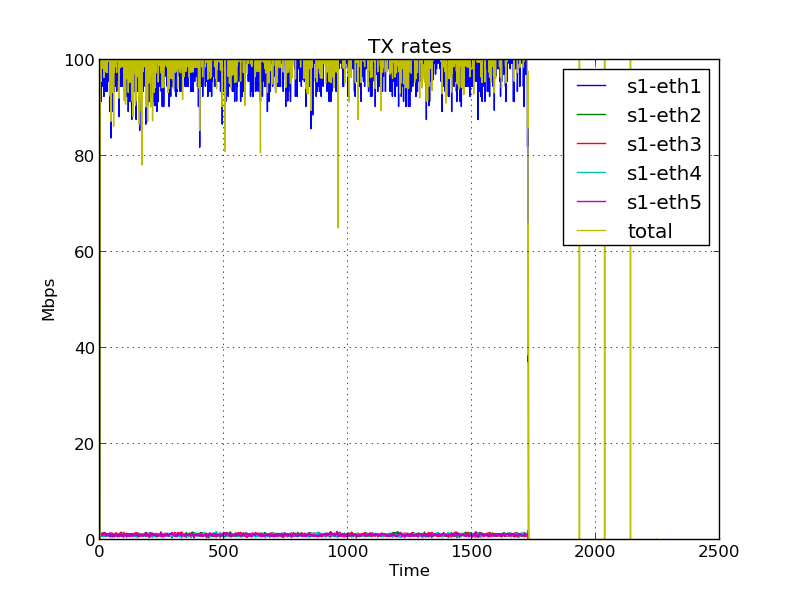 TX rates
100
80
60
40
20
0
Mbps
s1-eth1
s1-eth2
s1-eth3
s1-eth4
s1-eth5
total
0 500 1000 1500 2000 2500
Time